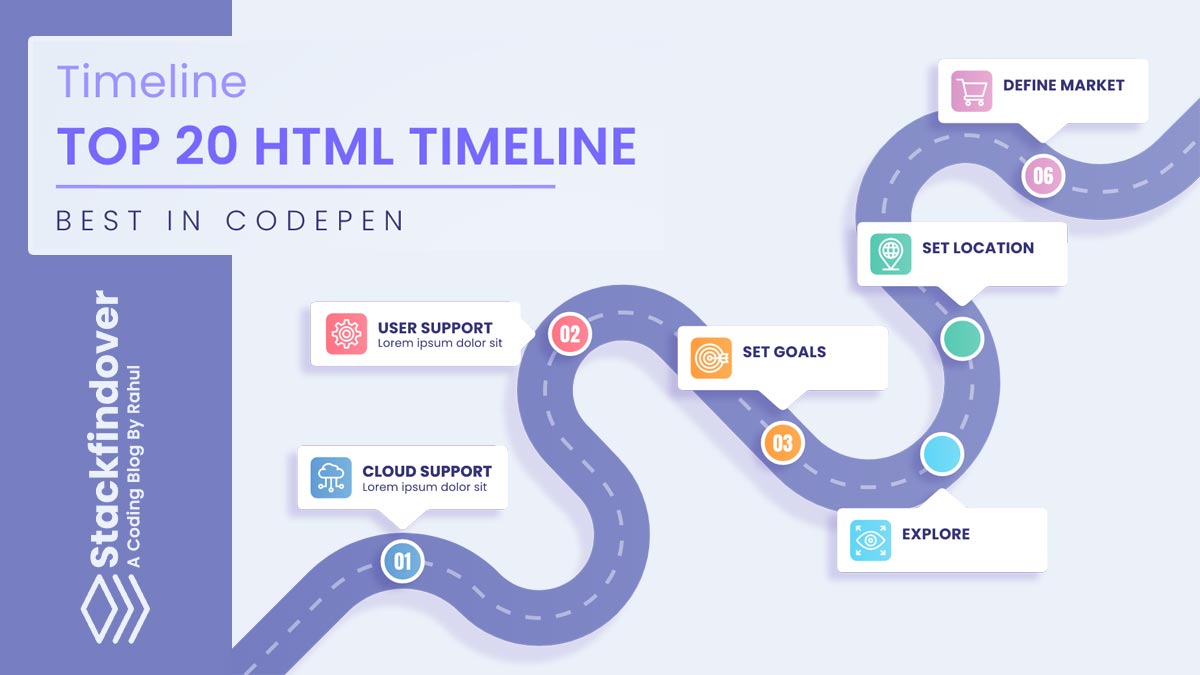 Timeline
TOP 20 HTML TIMELINE
BEST IN CODEPEN
Stackfindover
A Coding Blog By Rahul
DEFINE MARKET
06
SET LOCATION
USER SUPPORT
Lorem ipsum dolor sit
02
SET GOALS
03
CLOUD SUPPORT
Lorem ipsum dolor sit
01
EXPLORE